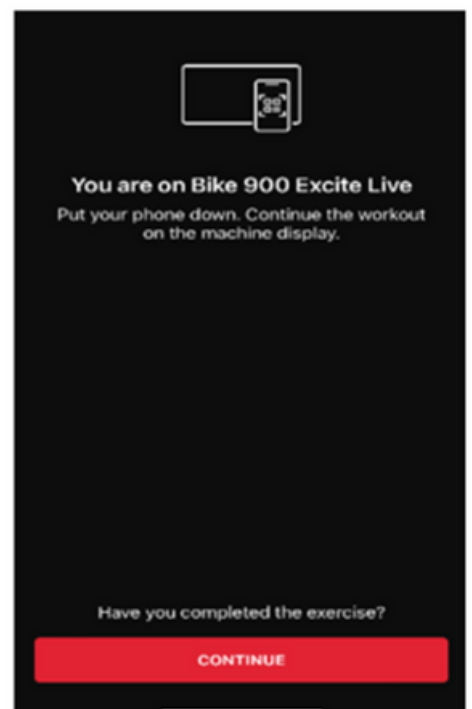 You are on Bike 900 Excite Live
Put your phone down. Continue the workout
on the machine display.
Have you completed the exercise?
CONTINUE